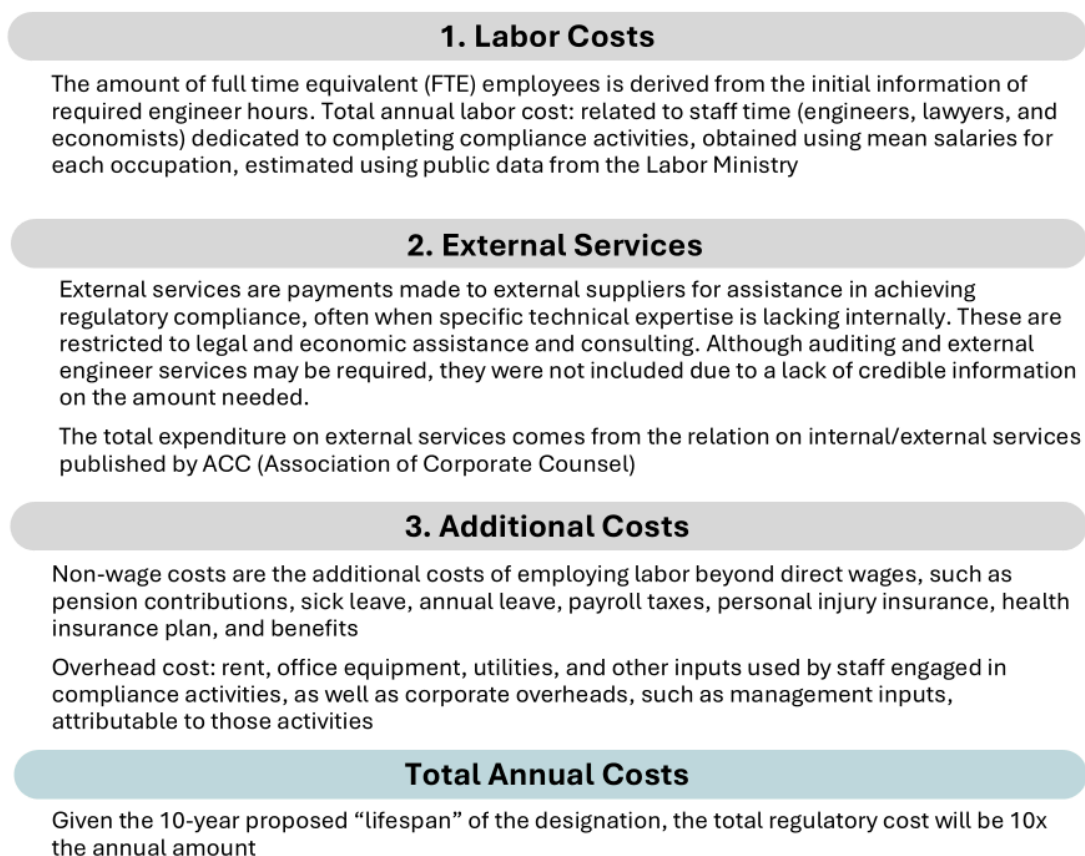 1. Labor Costs
The amount of full time equivalent (FTE) employees is derived from the initial information of
required engineer hours. Total annual labor cost: related to staff time (engineers, lawyers, and
economists) dedicated to completing compliance activities, obtained using mean salaries for
each occupation, estimated using public data from the Labor Ministry
2. External Services
External services are payments made to external suppliers for assistance in achieving
regulatory compliance, often when specific technical expertise is lacking internally. These are
restricted to legal and economic assistance and consulting. Although auditing and external
engineer services may be required, they were not included due to a lack of credible information
on the amount needed.
The total expenditure on external services comes from the relation on internal/external services
published by ACC (Association of Corporate Counsel)
3. Additional Costs
Non-wage costs are the additional costs of employing labor beyond direct wages, such as
pension contributions, sick leave, annual leave, payroll taxes, personal injury insurance, health
insurance plan, and benefits
Overhead cost: rent, office equipment, utilities, and other inputs used by staff engaged in
compliance activities, as well as corporate overheads, such as management inputs,
attributable to those activities
Total Annual Costs
Given the 10-year proposed “lifespan” of the designation, the total regulatory cost will be 10x
the annual amount